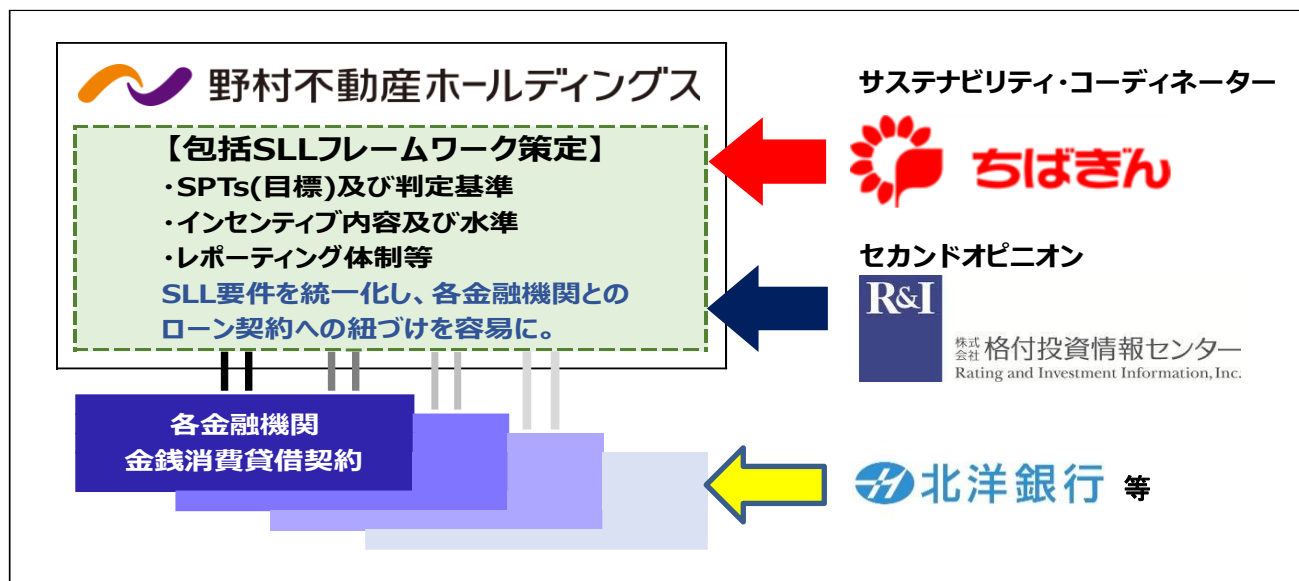 野村不動産ホールディングス
【包括SLLフレームワーク策定】
・SPTs(目標)及び判定基準
・インセンティブ内容及び水準
・レポーティング体制等
SLL要件を統一化し、各金融機関との
ローン契約への紐づけを容易に。
各金融機関
金銭消費貸借契約
サステナビリティ・コーディネーター
ちばぎん
セカンドオピニオン
R&I
株式会社 格付投資情報センター
Rating and Investment Information, Inc.
北洋銀行 等